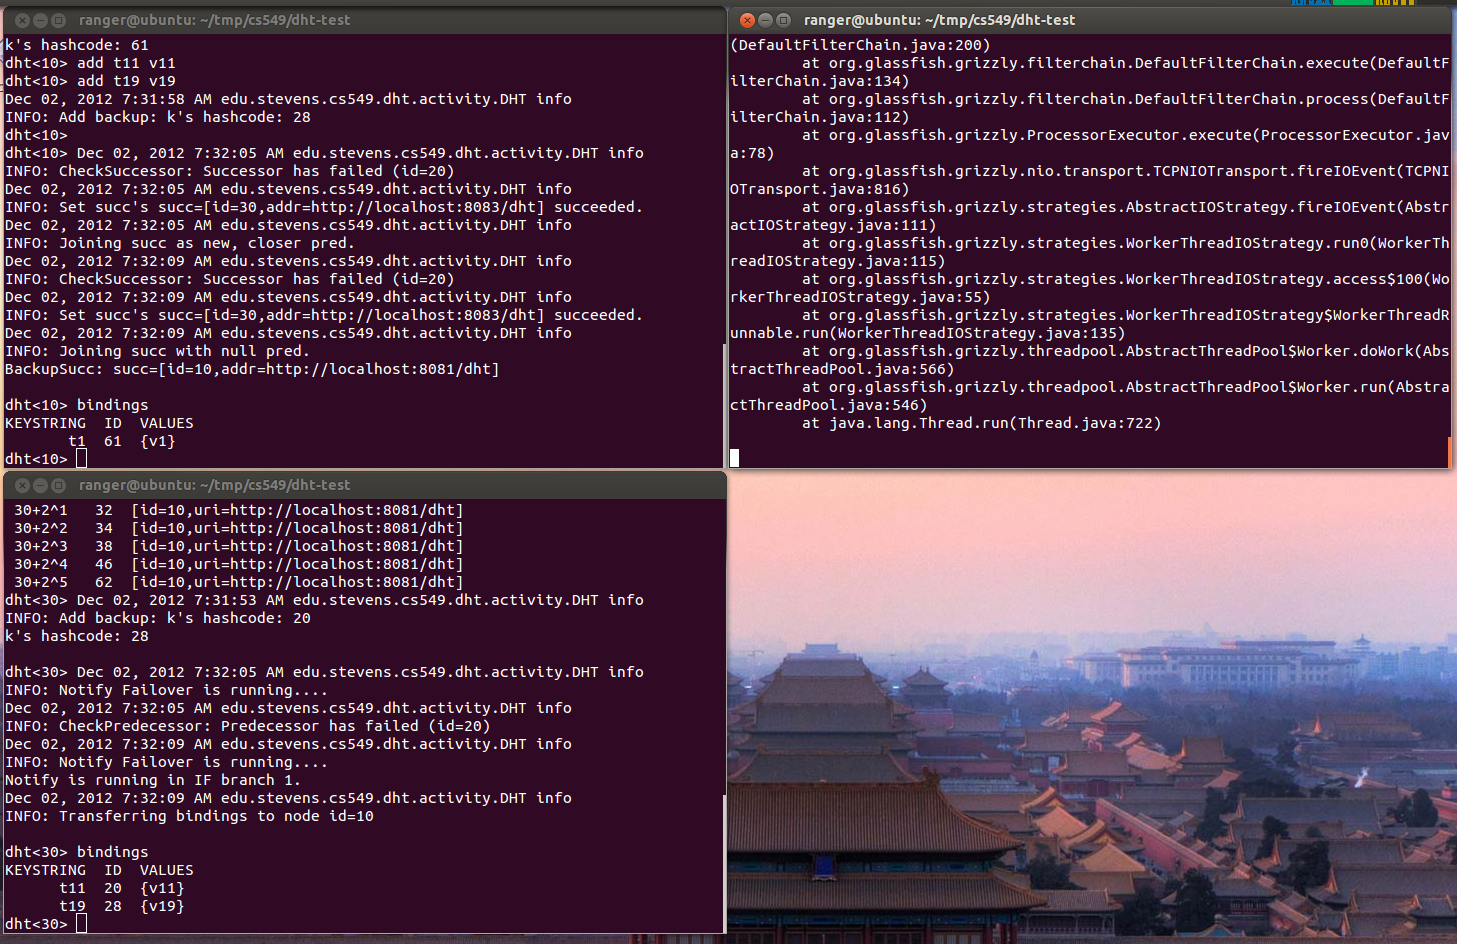 ranger@ubuntu: ~/tmp/cs549/dht-test
k's hashcode: 61
dht<10> add t11 v11
dht<10> add t19 v19
Dec 02, 2012 7:31:58 AM edu.stevens.cs549.dht.activity.DHT info
INFO: Add backup: k's hashcode: 28
dht<10>
dht<10> Dec 02, 2012 7:32:05 AM edu.stevens.cs549.dht.activity.DHT info
INFO: CheckSuccessor: Successor has failed (id=20)
Dec 02, 2012 7:32:05 AM edu.stevens.cs549.dht.activity.DHT info
INFO: Set succ's succ=[id=30,addr=http://localhost:8083/dht] succeeded.
Dec 02, 2012 7:32:05 AM edu.stevens.cs549.dht.activity.DHT info
INFO: Joining succ as new, closer pred.
Dec 02, 2012 7:32:09 AM edu.stevens.cs549.dht.activity.DHT info
INFO: CheckSuccessor: Successor has failed (id=20)
Dec 02, 2012 7:32:09 AM edu.stevens.cs549.dht.activity.DHT info
INFO: Set succ's succ=[id=30,addr=http://localhost:8083/dht] succeeded.
Dec 02, 2012 7:32:09 AM edu.stevens.cs549.dht.activity.DHT info
INFO: Joining succ with null pred.
BackupSucc: succ=[id=10,addr=http://localhost:8081/dht]
dht<10> bindings
KEYSTRING  ID  VALUES
t1  61  {v1}
dht<10>
ranger@ubuntu: ~/tmp/cs549/dht-test
(DefaultFilterChain.java:200)
at org.glassfish.grizzly.filterchain.DefaultFilterChain.execute(DefaultF
ilterChain.java:134)
at org.glassfish.grizzly.filterchain.DefaultFilterChain.process(DefaultF
ilterChain.java:112)
at org.glassfish.grizzly.ProcessorExecutor.execute(ProcessorExecutor.jav
a:78)
at org.glassfish.grizzly.nio.transport.TCPNIOTransport.fireIOEvent(TCPNI
OTransport.java:816)
at org.glassfish.grizzly.strategies.AbstractIOStrategy.fireIOEvent(Abstr
actIOStrategy.java:111)
at org.glassfish.grizzly.strategies.WorkerThreadIOStrategy.run0(WorkerTh
readIOStrategy.java:115)
at org.glassfish.grizzly.strategies.WorkerThreadIOStrategy.access$100(Wo
rkerThreadIOStrategy.java:55)
at org.glassfish.grizzly.strategies.WorkerThreadIOStrategy$WorkerThreadR
unnable.run(WorkerThreadIOStrategy.java:135)
at org.glassfish.grizzly.threadpool.AbstractThreadPool$Worker.doWork(Abs
tractThreadPool.java:566)
at org.glassfish.grizzly.threadpool.AbstractThreadPool$Worker.run(Abstra
ctThreadPool.java:546)
at java.lang.Thread.run(Thread.java:722)
ranger@ubuntu: ~/tmp/cs549/dht-test
30+2^1   32  [id=10,uri=http://localhost:8081/dht]
30+2^2   34  [id=10,uri=http://localhost:8081/dht]
30+2^3   38  [id=10,uri=http://localhost:8081/dht]
30+2^4   46  [id=10,uri=http://localhost:8081/dht]
30+2^5   62  [id=10,uri=http://localhost:8081/dht]
dht<30> Dec 02, 2012 7:31:53 AM edu.stevens.cs549.dht.activity.DHT info
INFO: Add backup: k's hashcode: 20
k's hashcode: 28
dht<30> Dec 02, 2012 7:32:05 AM edu.stevens.cs549.dht.activity.DHT info
INFO: Notify Failover is running....
Dec 02, 2012 7:32:05 AM edu.stevens.cs549.dht.activity.DHT info
INFO: CheckPredecessor: Predecessor has failed (id=20)
Dec 02, 2012 7:32:09 AM edu.stevens.cs549.dht.activity.DHT info
INFO: Notify Failover is running....
Notify is running in IF branch 1.
Dec 02, 2012 7:32:09 AM edu.stevens.cs549.dht.activity.DHT info
INFO: Transferring bindings to node id=10
dht<30> bindings
KEYSTRING  ID  VALUES
t11  20  {v11}
t19  28  {v19}
dht<30>